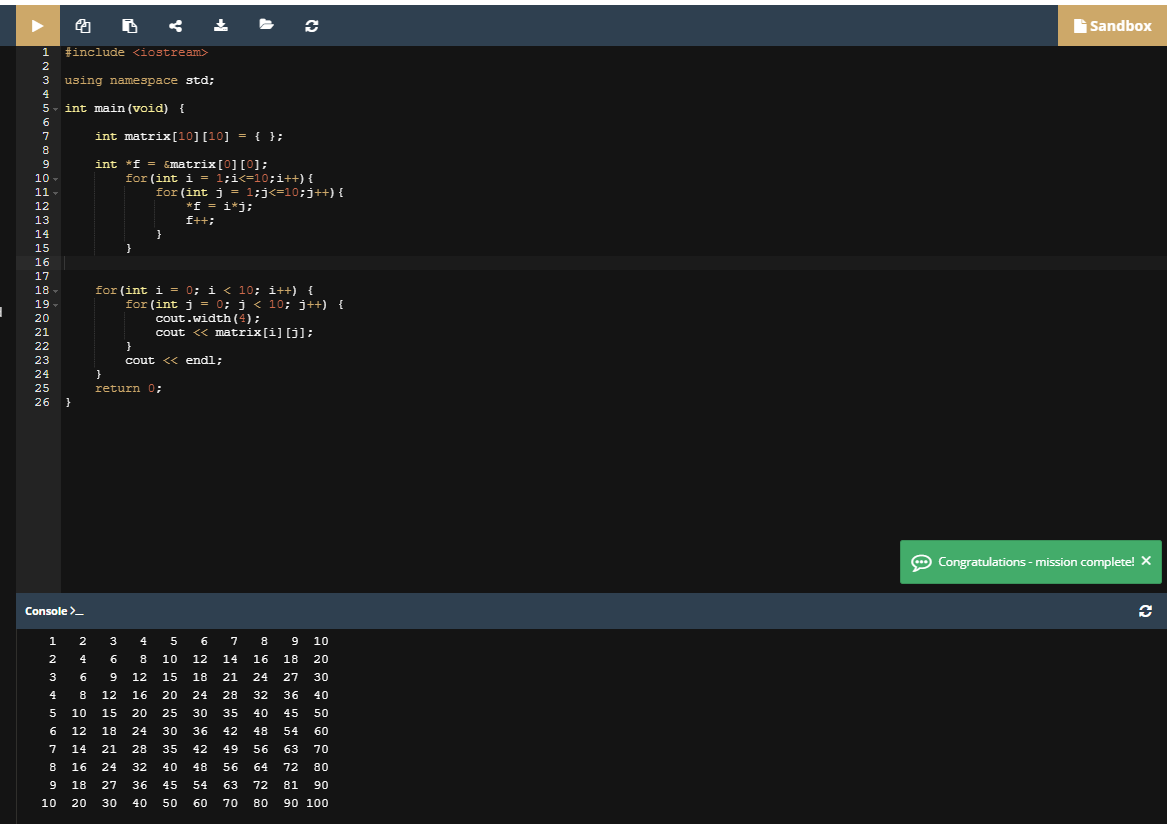 Sandbox
1 #include <iostream>
2
3 using namespace std;
4
5 int main(void) {
6
7     int matrix[10][10] = { };
8
9     int *f = &matrix[0][0];
10         for(int i = 1;i<=10;i++){
11             for(int j = 1;j<=10;j++){
12                 *f = i*j;
13                 f++;
14             }
15         }
16
17
18     for(int i = 0; i < 10; i++) {
19         for(int j = 0; j < 10; j++) {
20             cout.width(4);
21             cout << matrix[i][j];
22         }
23         cout << endl;
24     }
25     return 0;
26 }
Congratulations - mission complete! ×
Console >_
   1   2   3   4   5   6   7   8   9  10
   2   4   6   8  10  12  14  16  18  20
   3   6   9  12  15  18  21  24  27  30
   4   8  12  16  20  24  28  32  36  40
   5  10  15  20  25  30  35  40  45  50
   6  12  18  24  30  36  42  48  54  60
   7  14  21  28  35  42  49  56  63  70
   8  16  24  32  40  48  56  64  72  80
   9  18  27  36  45  54  63  72  81  90
  10  20  30  40  50  60  70  80  90 100